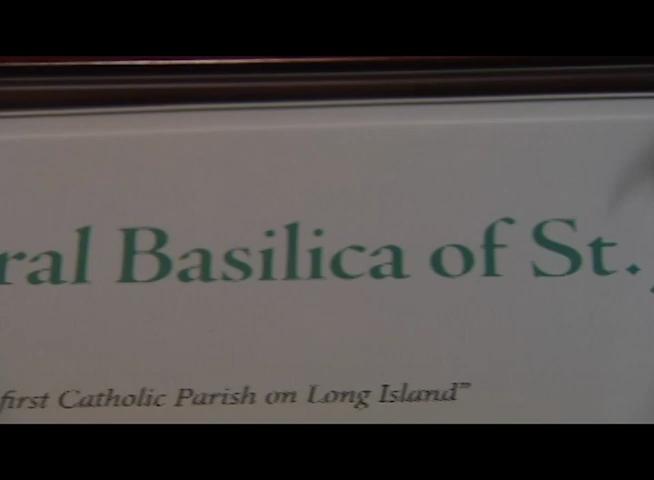 ral Basilica of St.
first Catholic Parish on Long Island”